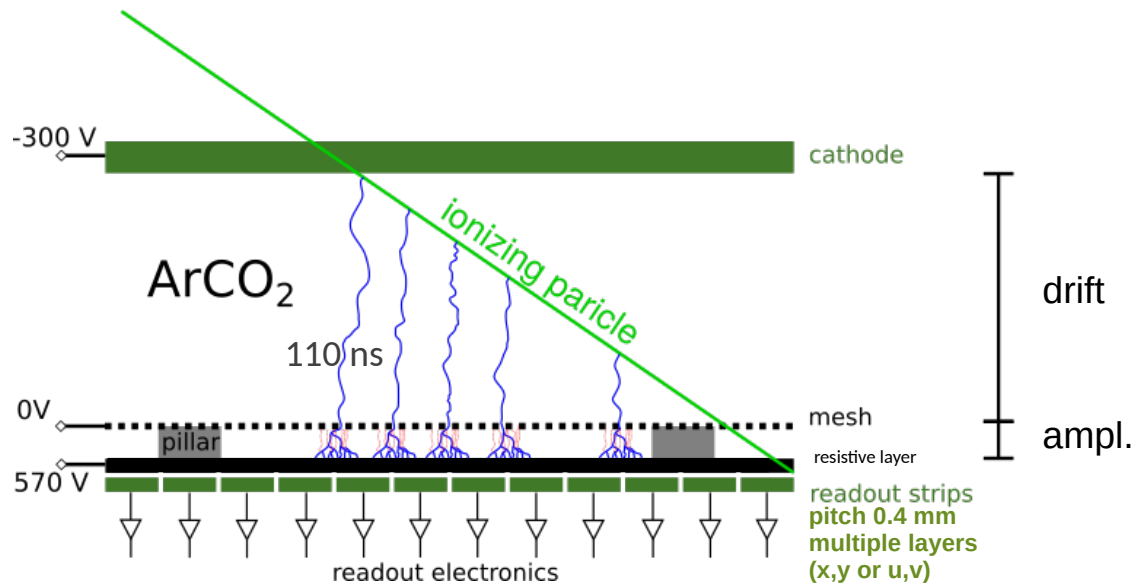 -300 V
cathode
ionizing paricle
ArCO2
drift
110 ns
0V
mesh
pillar
ampl.
resistive layer
570 V
readout strips
pitch 0.4 mm
multiple layers
(x,y or u,v)
readout electronics